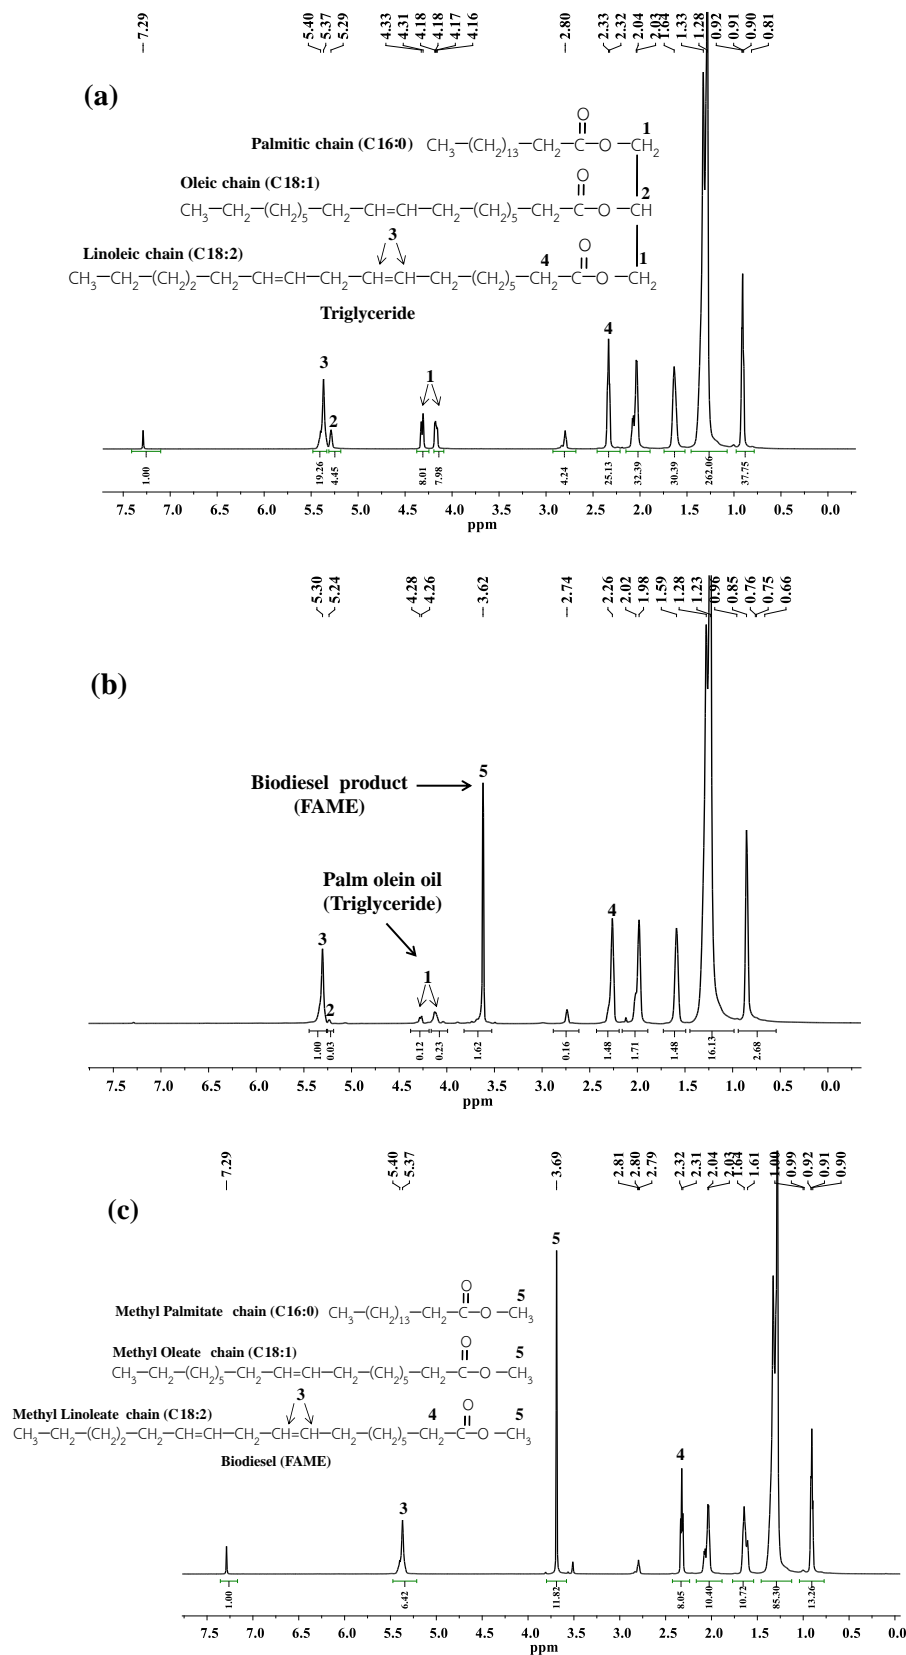 7.29 5.40 5.37 5.29 4.33 4.31 4.18 4.18 4.17 4.16 2.80 2.33 2.32 2.04 2.03 1.64 1.33 1.28 0.92 0.91 0.90 0.81
(a)
1
Palmitic chain (C16:0) CH3—(CH2)13—CH2—C—O—CH2
O
Oleic chain (C18:1)
O
2
CH3—CH2—(CH2)5—CH2—CH=CH—CH2—(CH2)5—CH2—C—O—CH
3
Linoleic chain (C18:2)
4
O
1
CH3—CH2—(CH2)2—CH2—CH=CH—CH2—CH=CH—CH2—(CH2)5—CH2—C—O—CH2
Triglyceride
3 2 1 4
1.00 19.26 4.45 8.01 7.98 4.24 25.13 32.39 30.39 262.06 37.75
7.5 7.0 6.5 6.0 5.5 5.0 4.5 4.0 3.5 3.0 2.5 2.0 1.5 1.0 0.5 0.0
ppm
5.30 5.24 4.28 4.26 3.62 2.74 2.26 2.02 1.98 1.59 1.28 1.23 0.96 0.85 0.76 0.75 0.66
(b)
5
Biodiesel product
(FAME)
Palm olein oil
(Triglyceride)
3 2 1 4
1.00 0.03 0.12 0.23 1.62 0.16 1.48 1.71 1.48 16.13 2.68
7.5 7.0 6.5 6.0 5.5 5.0 4.5 4.0 3.5 3.0 2.5 2.0 1.5 1.0 0.5 0.0
ppm
7.29 5.40 5.37 3.69 2.81 2.80 2.79 2.32 2.31 2.04 2.03 1.64 1.61 1.00 0.99 0.92 0.91 0.90
(c)
5
O
5
Methyl Palmitate chain (C16:0) CH3—(CH2)13—CH2—C—O—CH3
O
Methyl Oleate chain (C18:1)
5
CH3—CH2—(CH2)5—CH2—CH=CH—CH2—(CH2)5—CH2—C—O—CH3
3
Methyl Linoleate chain (C18:2)
4
O
5
CH3—CH2—(CH2)2—CH2—CH=CH—CH2—CH=CH—CH2—(CH2)5—CH2—C—O—CH3
Biodiesel (FAME)
3 4
1.00 6.42 11.82 8.05 10.40 10.72 85.30 13.26
7.5 7.0 6.5 6.0 5.5 5.0 4.5 4.0 3.5 3.0 2.5 2.0 1.5 1.0 0.5 0.0
ppm